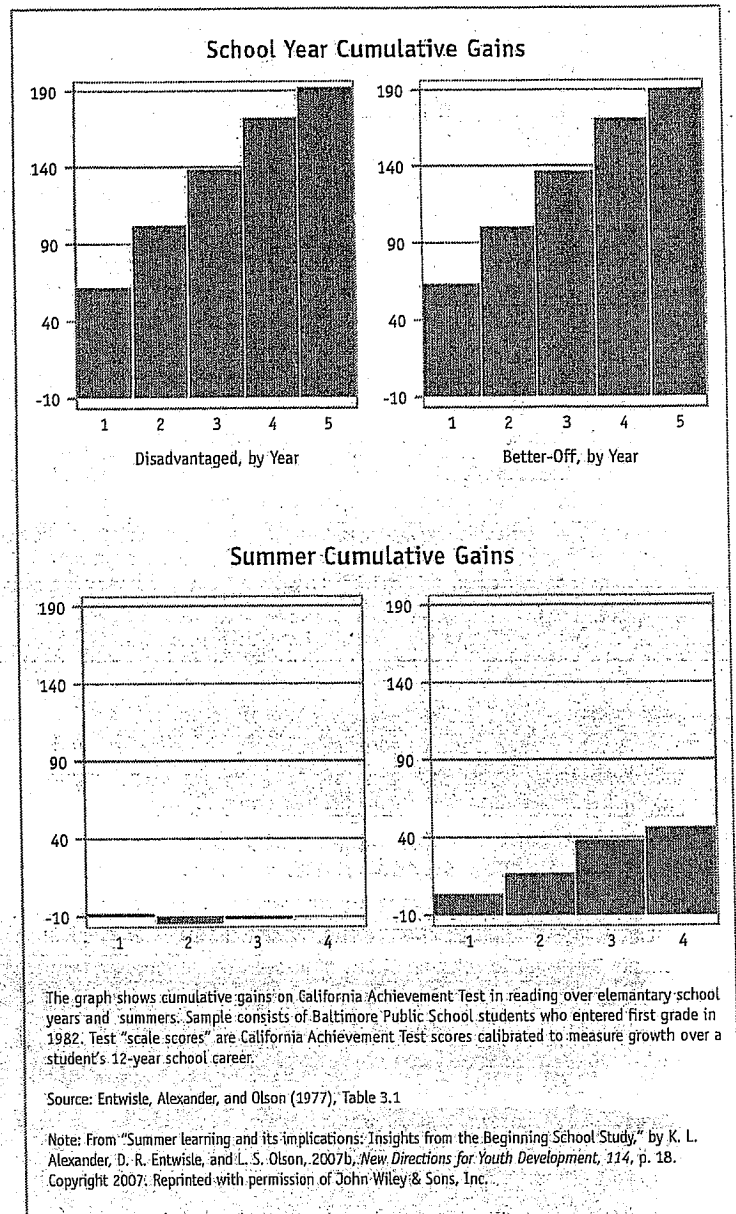 School Year Cumulative Gains
190
140
90
40
-10
1 2 3 4 5
Disadvantaged, by Year
190
140
90
40
-10
1 2 3 4 5
Better-Off, by Year
Summer Cumulative Gains
190
140
90
40
-10
1 2 3 4
190
140
90
40
-10
1 2 3 4
The graph shows cumulative gains on California Achievement Test in reading over elemantary school
years and summers. Sample consists of Baltimore Public School students who entered first grade in
1982. Test "scale scores" are California Achievement Test scores calibrated to measure growth over a
student's 12-year school career.
Source: Entwisle, Alexander, and Olson (1977), Table 3.1
Note: From "Summer learning and its implications: Insights from the Beginning School Study," by K. L.
Alexander, D. R. Entwisle, and L. S. Olson, 2007b, New Directions for Youth Development, 114, p. 18.
Copyright 2007. Reprinted with permission of John Wiley & Sons, Inc.